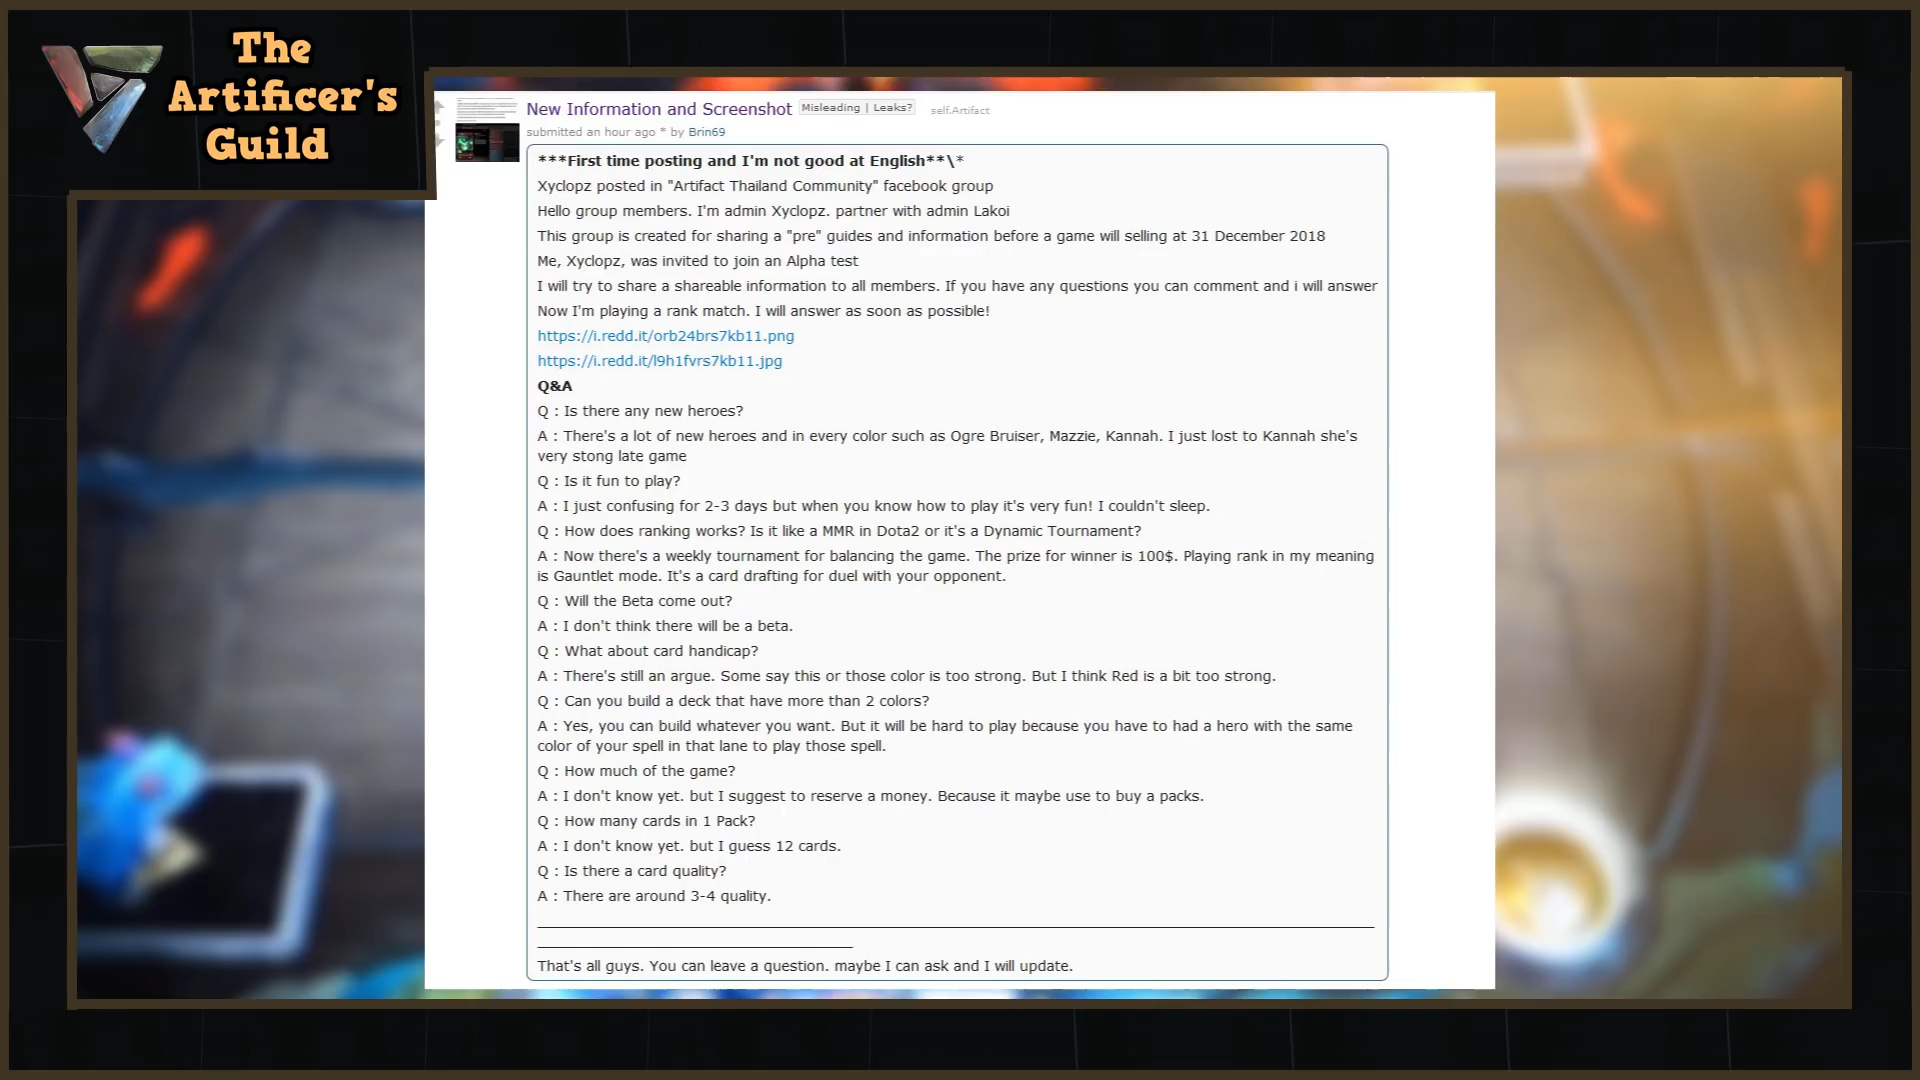 The
Artificer's
Guild
New Information and Screenshot Misleading | Leaks? self.Artifact
submitted an hour ago * by Brin69
***First time posting and I'm not good at English**\*
Xyclopz posted in "Artifact Thailand Community" facebook group
Hello group members. I'm admin Xyclopz. partner with admin Lakoi
This group is created for sharing a "pre" guides and information before a game will selling at 31 December 2018
Me, Xyclopz, was invited to join an Alpha test
I will try to share a shareable information to all members. If you have any questions you can comment and i will answer
Now I'm playing a rank match. I will answer as soon as possible!
https://i.redd.it/orb24brs7kb11.png
https://i.redd.it/l9h1fvrs7kb11.jpg
Q&A
Q : Is there any new heroes?
A : There's a lot of new heroes and in every color such as Ogre Bruiser, Mazzie, Kannah. I just lost to Kannah she's
very stong late game
Q : Is it fun to play?
A : I just confusing for 2-3 days but when you know how to play it's very fun! I couldn't sleep.
Q : How does ranking works? Is it like a MMR in Dota2 or it's a Dynamic Tournament?
A : Now there's a weekly tournament for balancing the game. The prize for winner is 100$. Playing rank in my meaning
is Gauntlet mode. It's a card drafting for duel with your opponent.
Q : Will the Beta come out?
A : I don't think there will be a beta.
Q : What about card handicap?
A : There's still an argue. Some say this or those color is too strong. But I think Red is a bit too strong.
Q : Can you build a deck that have more than 2 colors?
A : Yes, you can build whatever you want. But it will be hard to play because you have to had a hero with the same
color of your spell in that lane to play those spell.
Q : How much of the game?
A : I don't know yet. but I suggest to reserve a money. Because it maybe use to buy a packs.
Q : How many cards in 1 Pack?
A : I don't know yet. but I guess 12 cards.
Q : Is there a card quality?
A : There are around 3-4 quality.
That's all guys. You can leave a question. maybe I can ask and I will update.